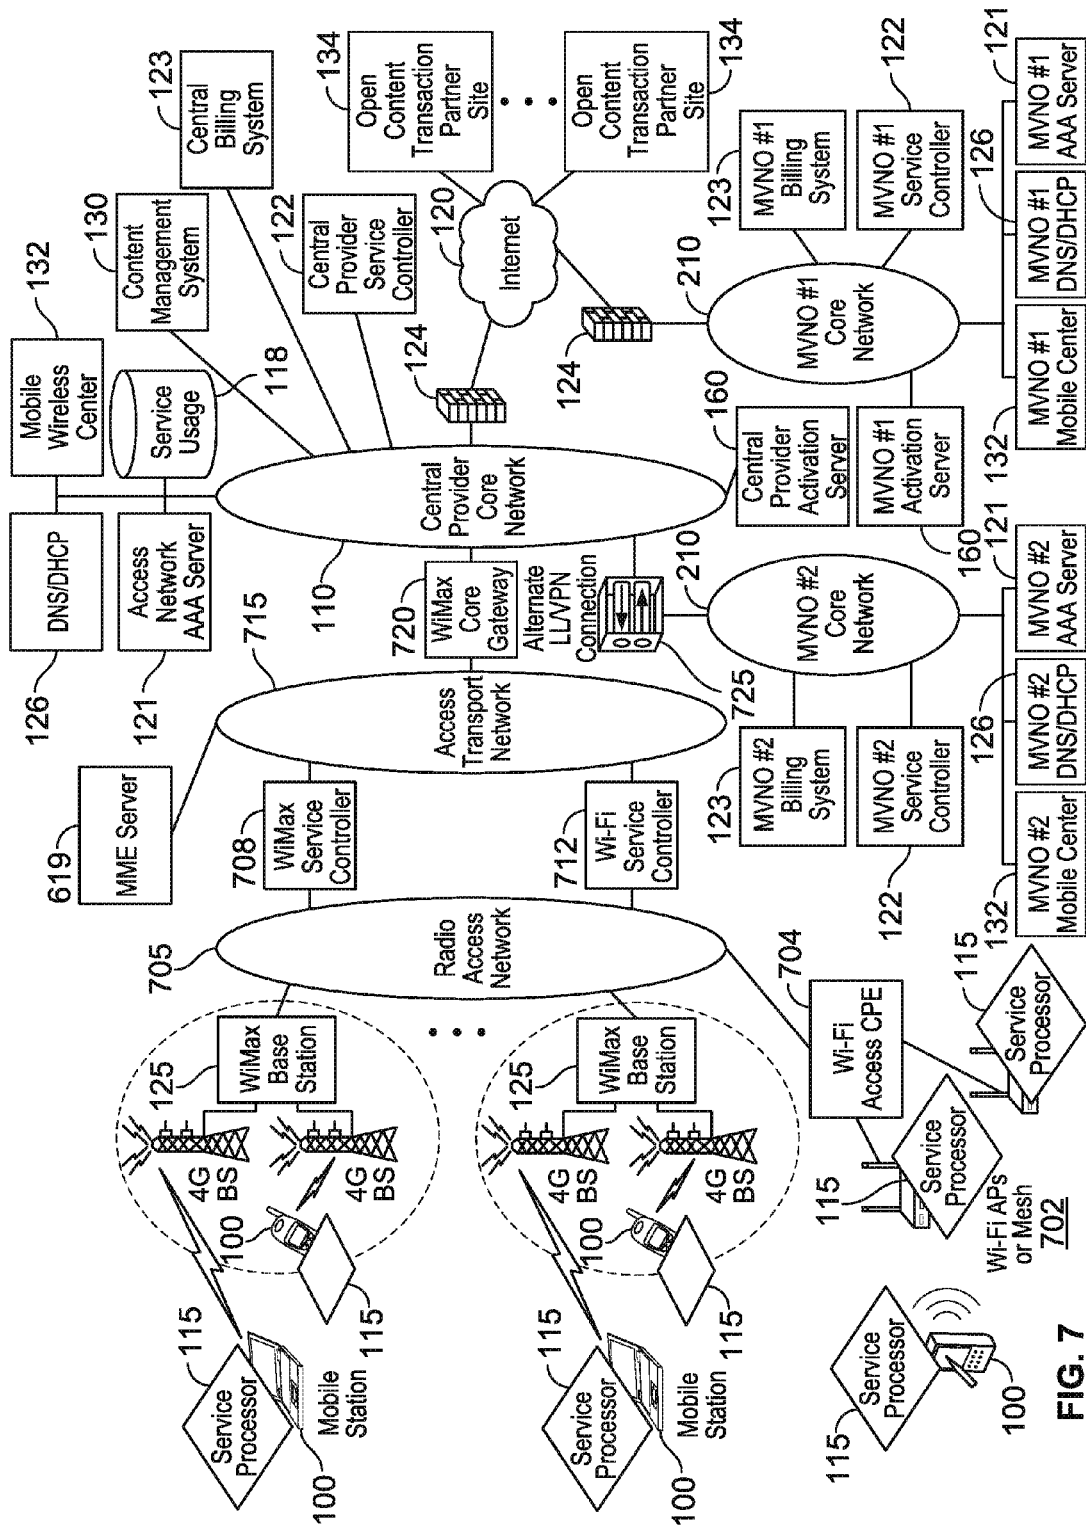 126
DNS/DHCP
Mobile
Wireless
Center
132
121
Access
Network
AAA Server
Service
Usage
118
130
Content
Management
System
123
Central
Billing
System
122
Central
Provider
Service
Controller
134
Open
Content
Transaction
Partner
Site
Open
Content
Transaction
Partner
Site
134
120
Internet
124
124
619
MME Server
715
Access
Transport
Network
720
WiMax
Core
Gateway
110
Central
Provider
Core
Network
Alternate
LL/VPN
Connection
725
160
Central
Provider
Activation
Server
705
Radio
Access
Network
708
WiMax
Service
Controller
712
Wi-Fi
Service
Controller
125
WiMax
Base
Station
4G
BS
4G
BS
100
115
115
Service
Processor
Mobile
Station
100
125
WiMax
Base
Station
4G
BS
4G
BS
100
115
115
Service
Processor
Mobile
Station
100
704
Wi-Fi
Access CPE
115
Service
Processor
115
Service
Processor
Wi-Fi APs
or Mesh
702
115
Service
Processor
100
210
MVNO #2
Core
Network
123
MVNO #2
Billing
System
122
MVNO #2
Service
Controller
132
MVNO #2
Mobile Center
126
MVNO #2
DNS/DHCP
121
MVNO #2
AAA Server
210
MVNO #1
Core
Network
123
MVNO #1
Billing
System
122
MVNO #1
Service
Controller
160
MVNO #1
Activation
Server
132
MVNO #1
Mobile Center
126
MVNO #1
DNS/DHCP
121
MVNO #1
AAA Server
FIG. 7